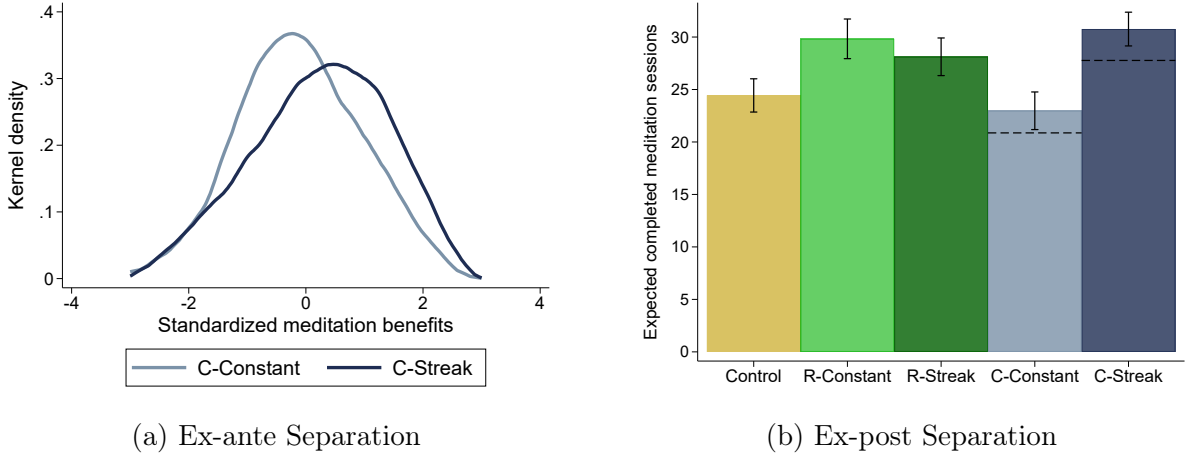 .4
.3
.2
.1
0
Kernel density
-4 -2 0 2 4
Standardized meditation benefits
C-Constant C-Streak
(a) Ex-ante Separation
30
25
20
15
10
5
0
Expected completed meditation sessions
Control R-Constant R-Streak C-Constant C-Streak
(b) Ex-post Separation